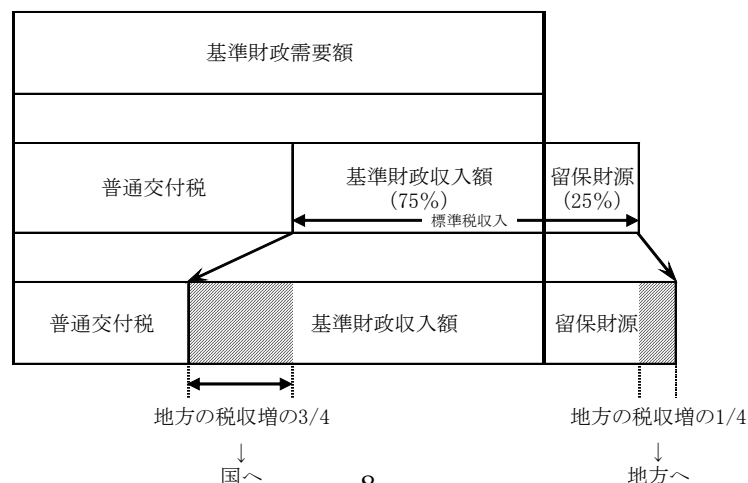 基準財政需要額
普通交付税
基準財政収入額
(75%)
留保財源
(25%)
標準税収入
普通交付税
基準財政収入額
留保財源
地方の税収増の3/4
↓
国へ
地方の税収増の1/4
↓
地方へ